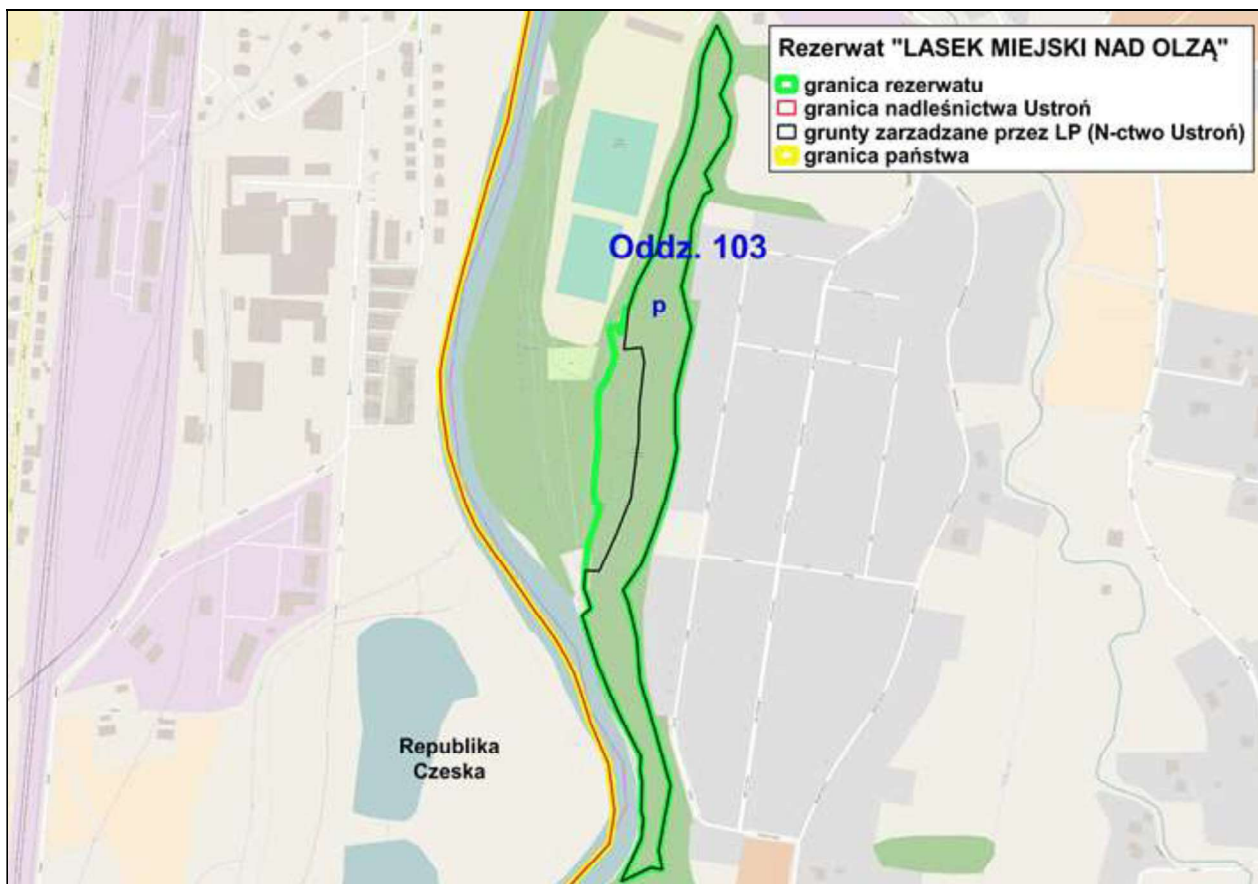 Rezerwat "LASEK MIEJSKI NAD OLZĄ"
granica rezerwatu
granica nadleśnictwa Ustroń
grunty zarzadzane przez LP (N-ctwo Ustroń)
granica państwa
Oddz. 103
p
Republika
Czeska